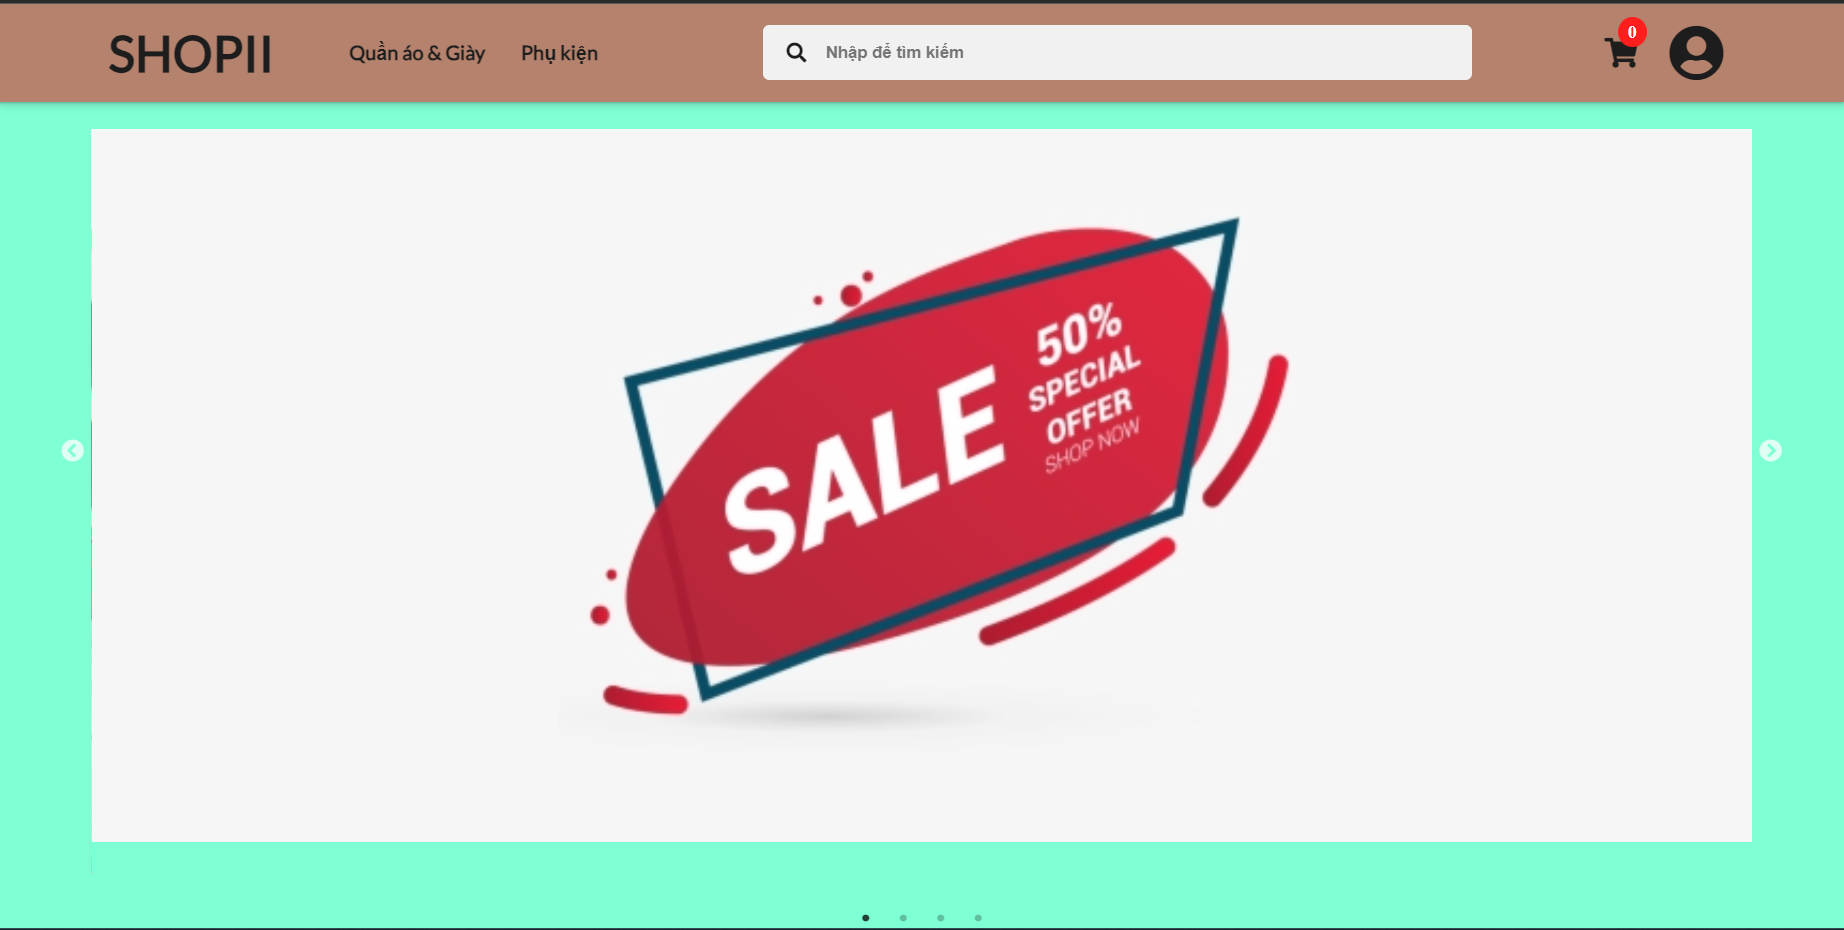 SHOPII
Quần áo & Giày
Phụ kiện
Nhập để tìm kiếm
0
SALE
50%
SPECIAL
OFFER
SHOP NOW